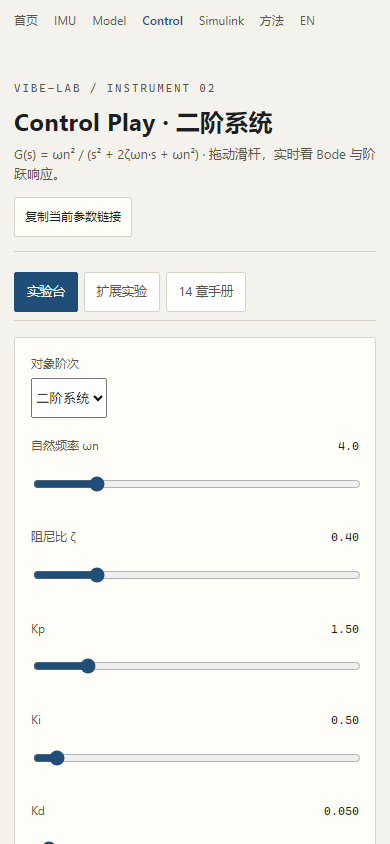 首页 IMU Model Control Simulink 方法 EN
VIBE-LAB / INSTRUMENT 02
Control Play · 二阶系统
G(s) = ωn² / (s² + 2ζωn·s + ωn²) · 拖动滑杆，实时看 Bode 与阶
跃响应。
复制当前参数链接
实验台 扩展实验 14 章手册
对象阶次
二阶系统
自然频率 ωn 4.0
阻尼比 ζ 0.40
Kp 1.50
Ki 0.50
Kd 0.050